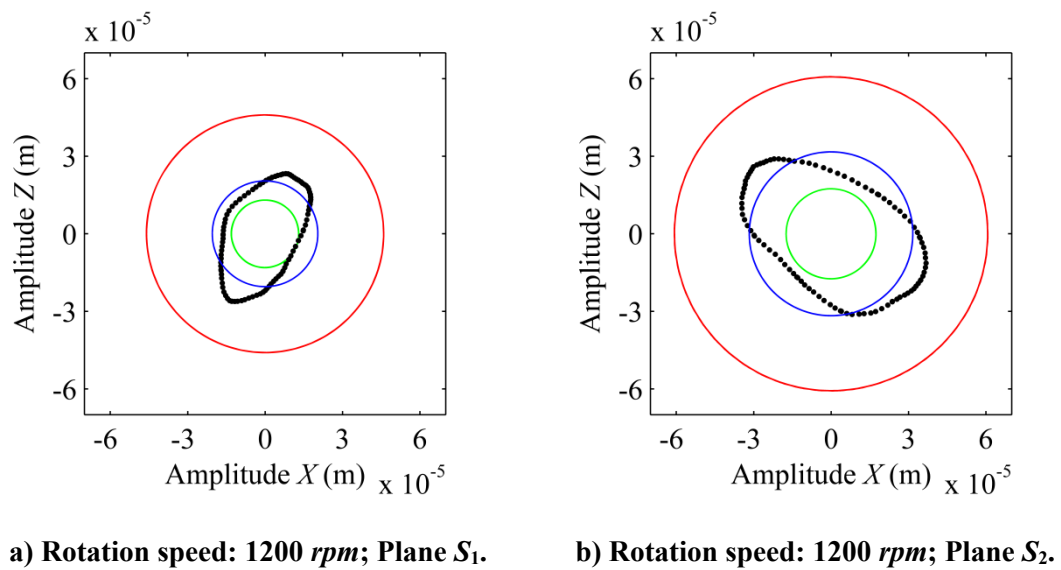 x 10-5
6
3
0
-3
-6
Amplitude Z (m)
-6 -3 0 3 6
Amplitude X (m) x 10-5
a) Rotation speed: 1200 rpm; Plane S1.
x 10-5
6
3
0
-3
-6
Amplitude Z (m)
-6 -3 0 3 6
Amplitude X (m) x 10-5
b) Rotation speed: 1200 rpm; Plane S2.